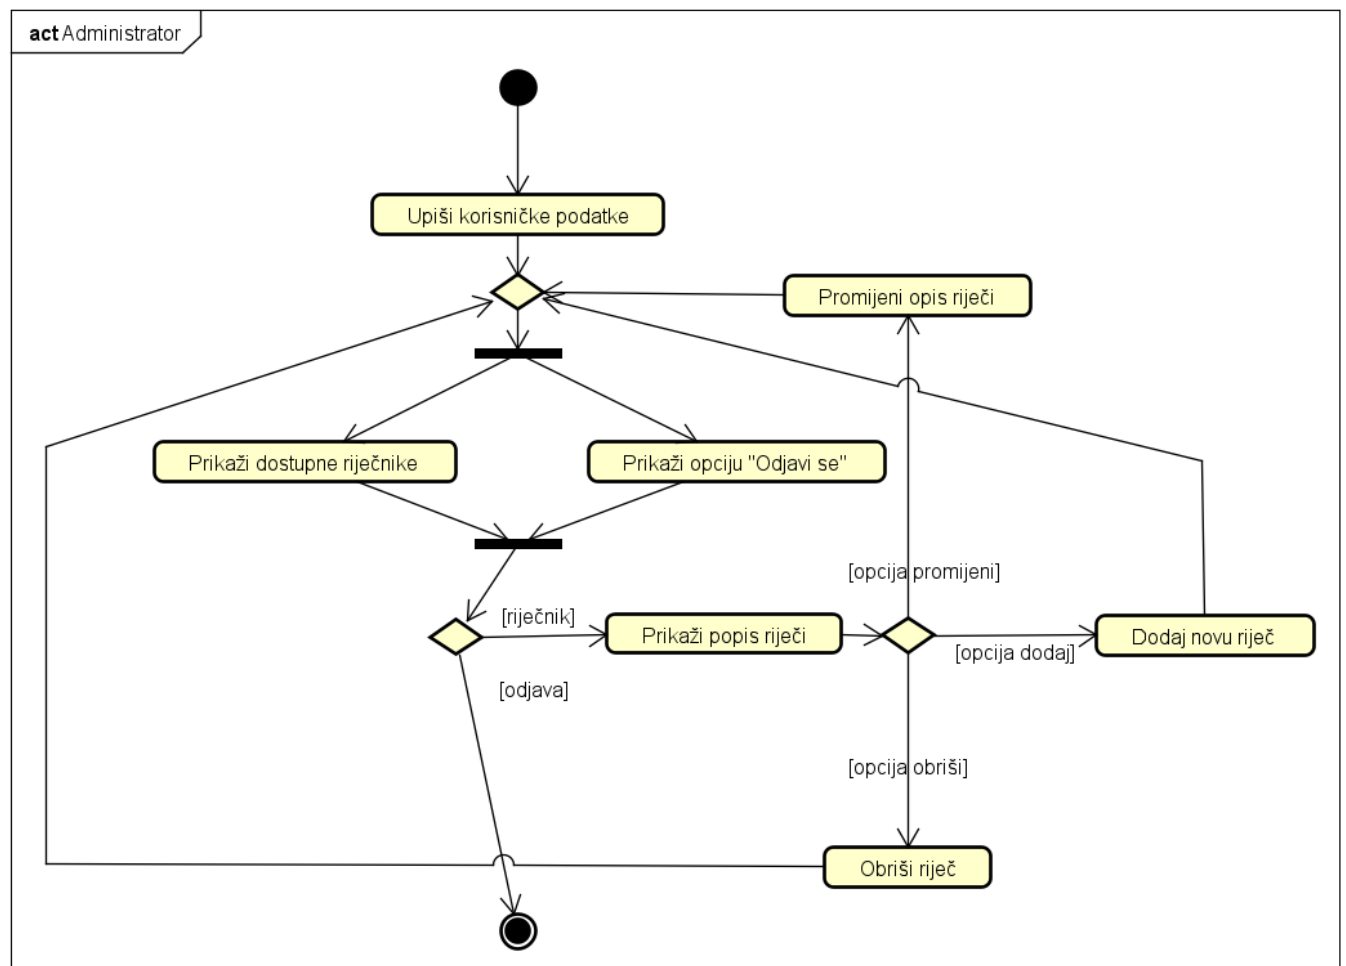 act Administrator
Upiši korisničke podatke
Promijeni opis riječi
Prikaži dostupne riječnike
Prikaži opciju "Odjavi se"
[opcija promijeni]
[riječnik]
Prikaži popis riječi
[opcija dodaj]
Dodaj novu riječ
[odjava]
[opcija obriši]
Obriši riječ